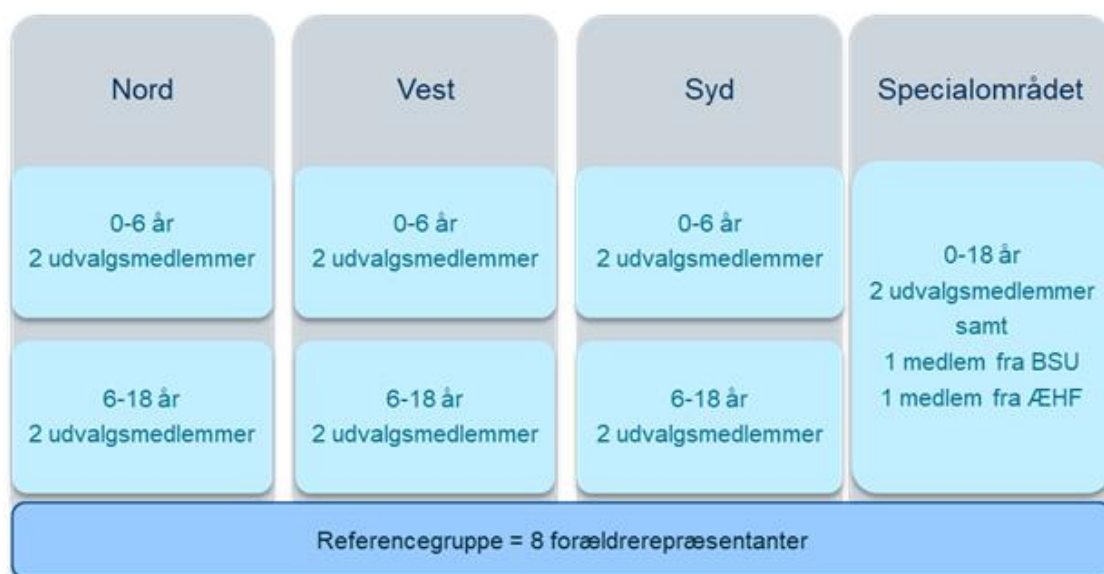 Nord
0-6 år
2 udvalgsmedlemmer
6-18 år
2 udvalgsmedlemmer
Vest
0-6 år
2 udvalgsmedlemmer
6-18 år
2 udvalgsmedlemmer
Syd
0-6 år
2 udvalgsmedlemmer
6-18 år
2 udvalgsmedlemmer
Specialområdet
0-18 år
2 udvalgsmedlemmer
samt
1 medlem fra BSU
1 medlem fra ÆHF
Referencegruppe = 8 forældrerepræsentanter